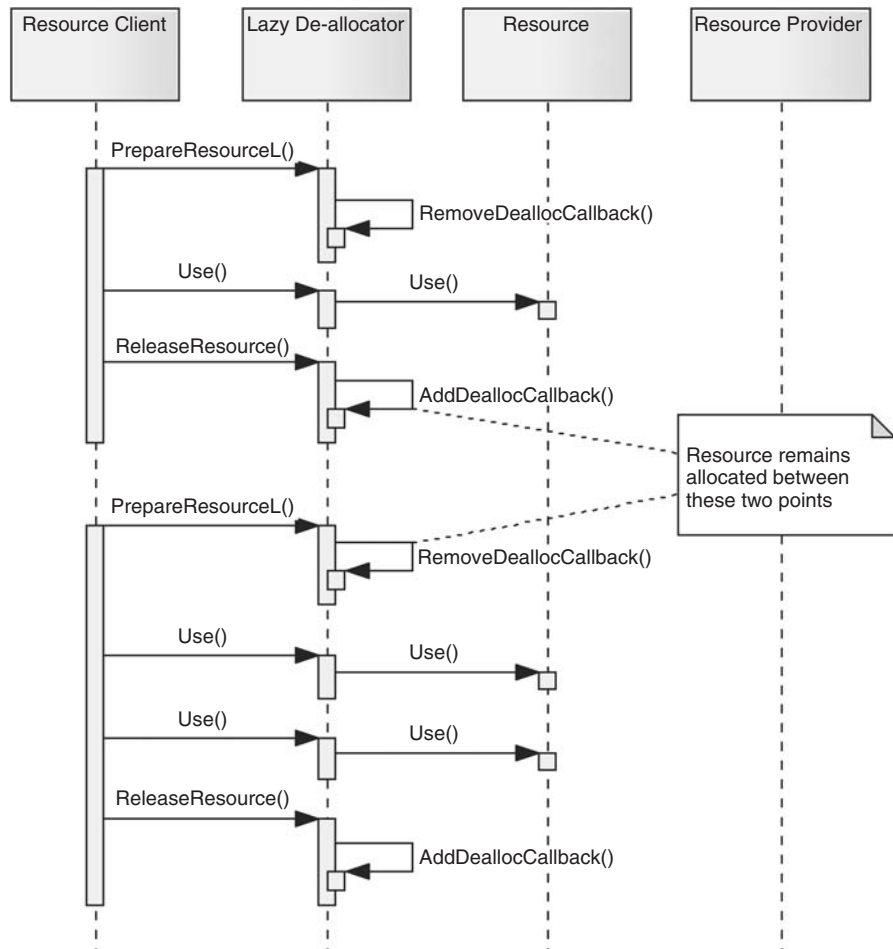 Resource Client
Lazy De-allocator
Resource
Resource Provider
PrepareResourceL()
RemoveDeallocCallback()
Use()
Use()
ReleaseResource()
AddDeallocCallback()
Resource remains
allocated between
these two points
PrepareResourceL()
RemoveDeallocCallback()
Use()
Use()
Use()
Use()
ReleaseResource()
AddDeallocCallback()